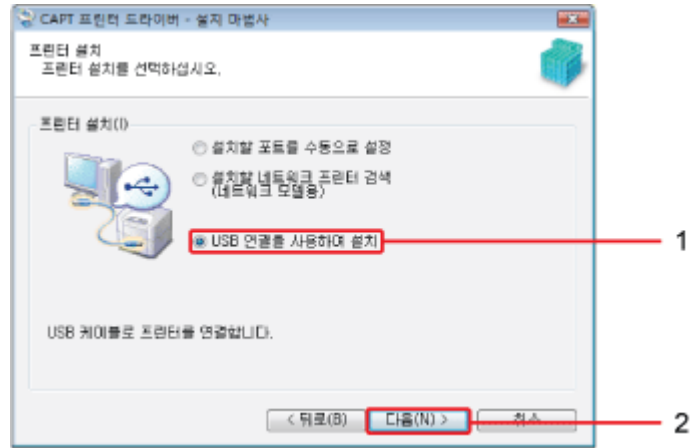 CAPT 프린터 드라이버 - 설치 마법사
프린터 설치
프린터 설치를 선택하십시오.
프린터 설치(I)
설치할 포트를 수동으로 설정
설치할 네트워크 프린터 검색
(네트워크 모델용)
USB 연결를 사용하여 설치
1
USB 케이블로 프린터를 연결합니다.
< 뒤로(B)
다음(N) >
취소
2